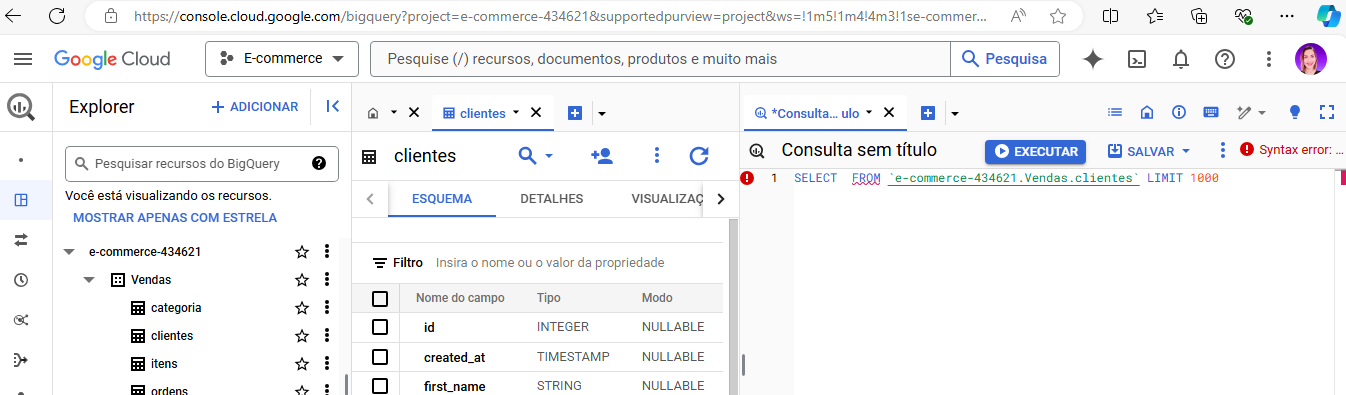 https://console.cloud.google.com/bigquery?project=e-commerce-434621&supportedpurview=project&ws=!1m5!1m4!4m3!1se-commer...
Google Cloud
E-commerce
Pesquise (/) recursos, documentos, produtos e muito mais
Pesquisa
Explorer
ADICIONAR
Pesquisar recursos do BigQuery
Você está visualizando os recursos.
MOSTRAR APENAS COM ESTRELA
e-commerce-434621
Vendas
categoria
clientes
itens
ordens
clientes
clientes
ESQUEMA DETALHES VISUALIZAÇ
Filtro Insira o nome ou o valor da propriedade
Nome do campo Tipo Modo
id INTEGER NULLABLE
created_at TIMESTAMP NULLABLE
first_name STRING NULLABLE
*Consulta... ulo
Consulta sem título
EXECUTAR
SALVAR
Syntax error: ...
1 SELECT FROM `e-commerce-434621.Vendas.clientes` LIMIT 1000